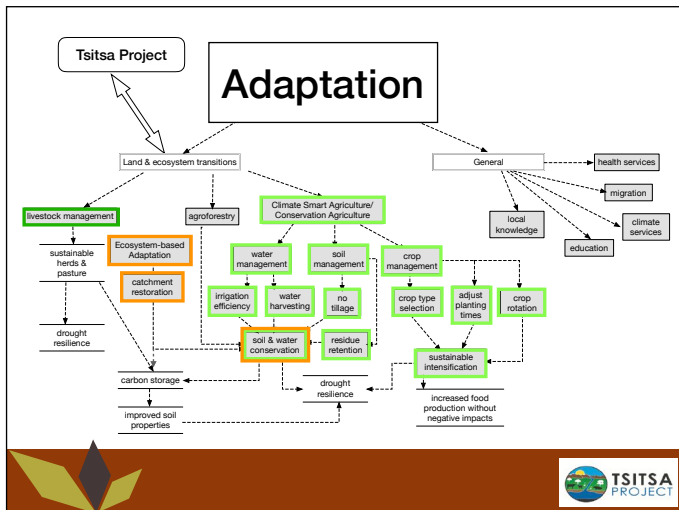 Tsitsa Project
Adaptation
Land & ecosystem transitions
General
health services
migration
climate
services
education
local
knowledge
livestock management
agroforestry
Climate Smart Agriculture/
Conservation Agriculture
sustainable
herds &
pasture
Ecosystem-based
Adaptation
catchment
restoration
water
management
soil
management
crop
management
irrigation
efficiency
water
harvesting
no
tillage
crop type
selection
adjust
planting
times
crop
rotation
drought
resilience
soil & water
conservation
residue
retention
sustainable
intensification
carbon storage
drought
resilience
increased food
production without
negative impacts
improved soil
properties
TSITSA
PROJECT